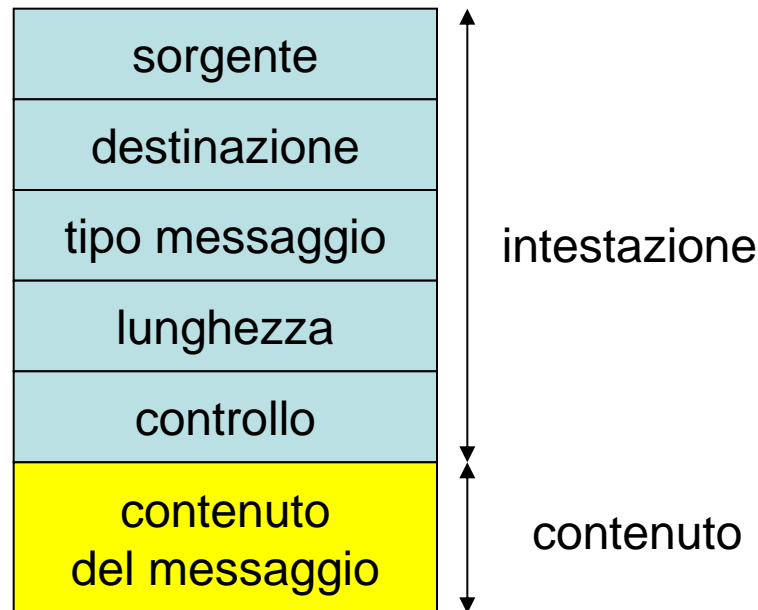 sorgente
destinazione
tipo messaggio
intestazione
lunghezza
controllo
contenuto
del messaggio
contenuto